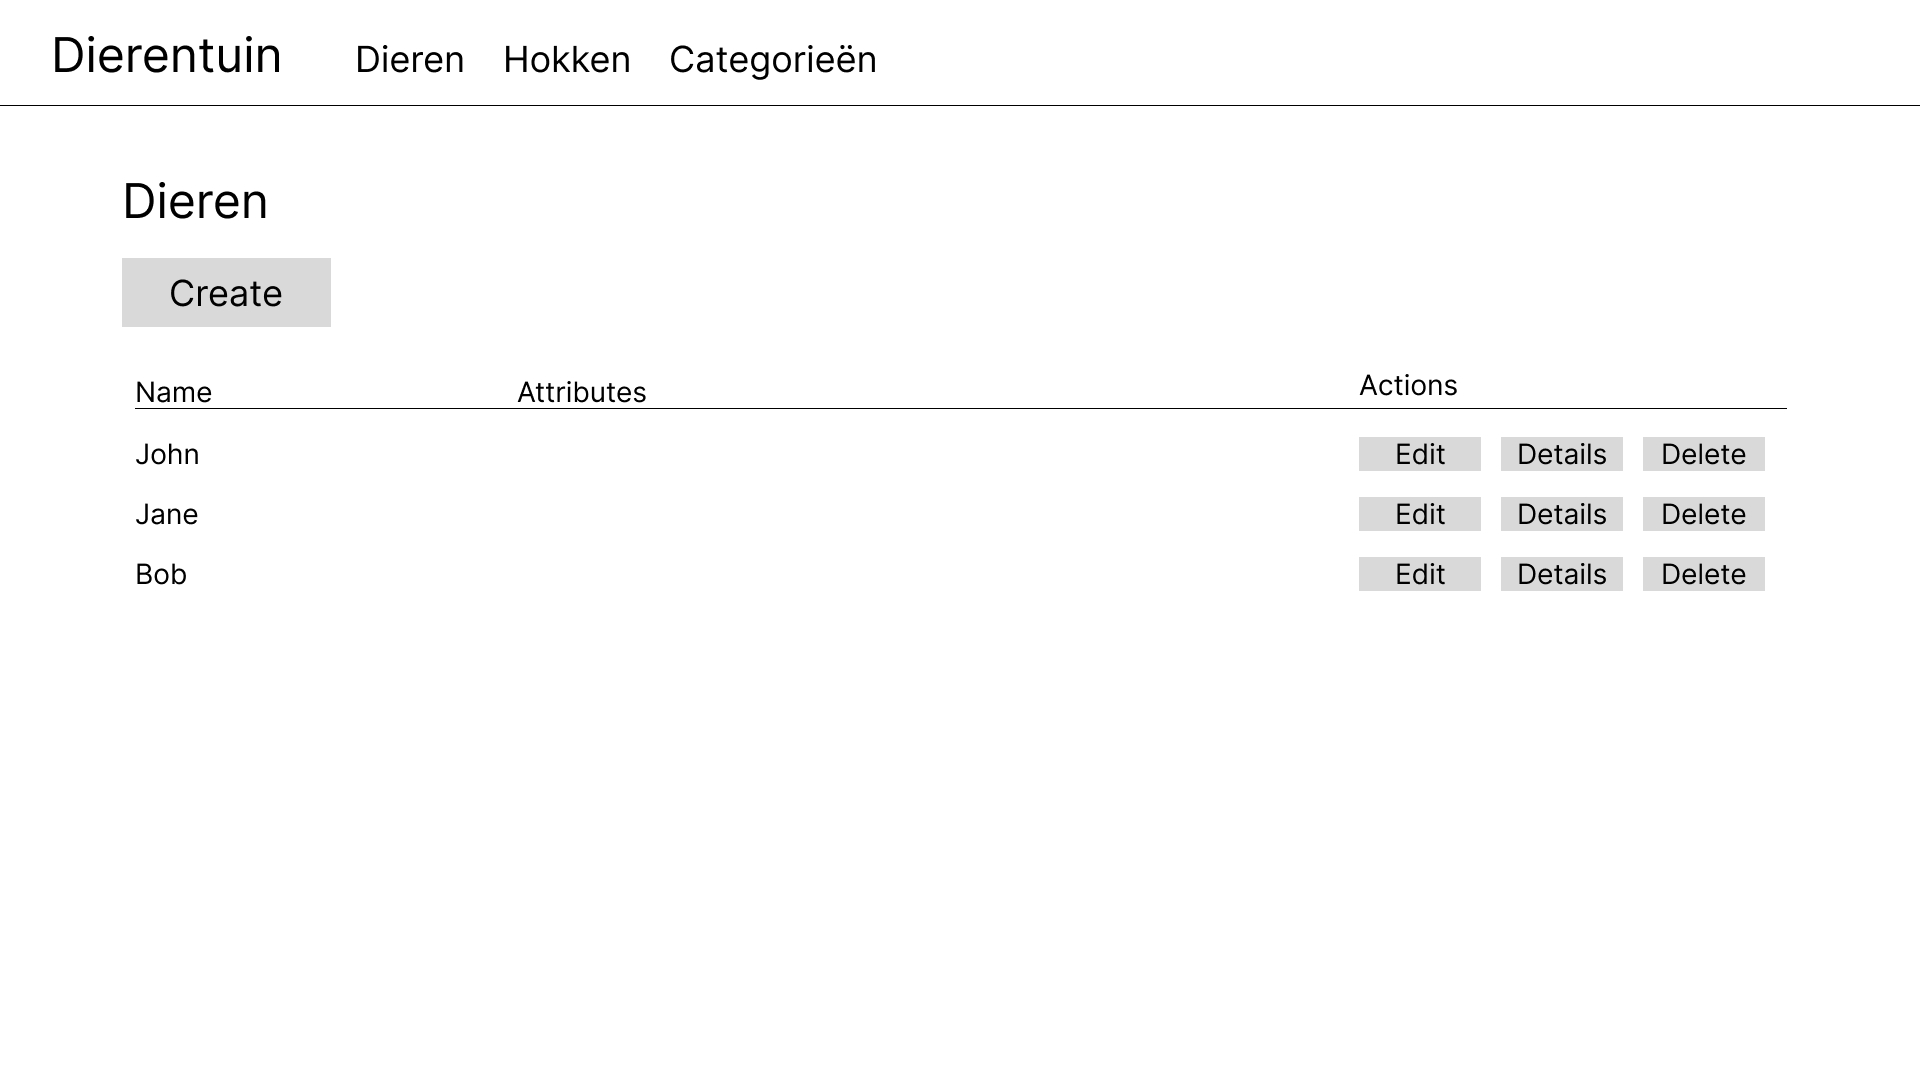 Dierentuin Dieren Hokken Categorieën
Dieren
Create
Name Attributes Actions
John Edit Details Delete
Jane Edit Details Delete
Bob Edit Details Delete